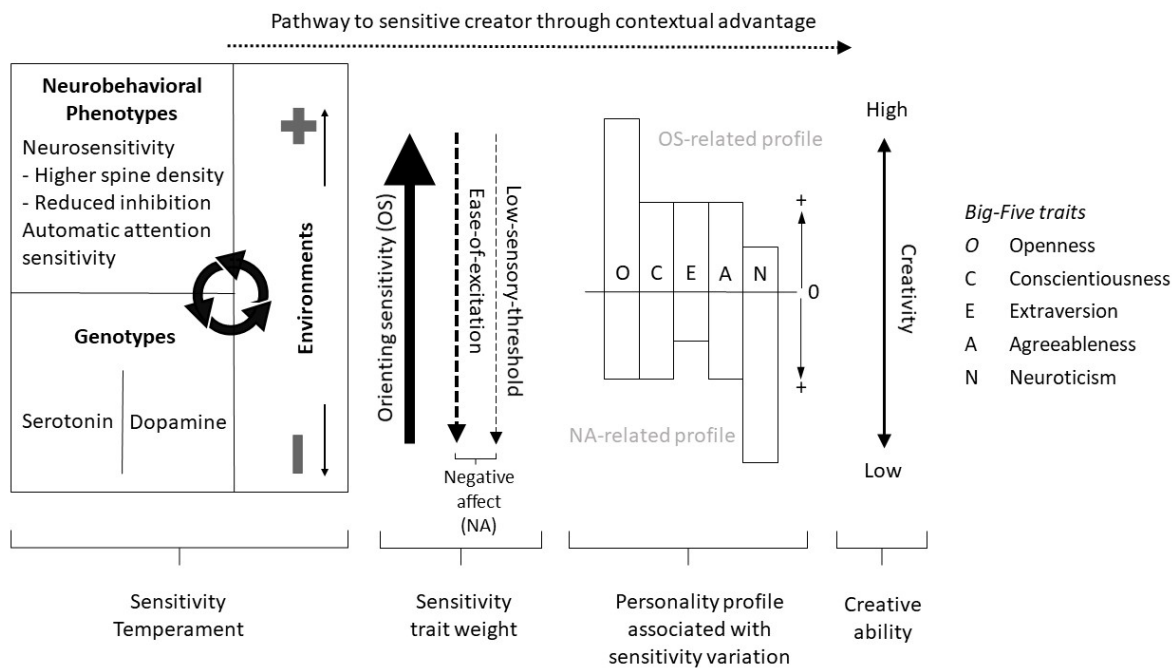 Pathway to sensitive creator through contextual advantage
Neurobehavioral
Phenotypes
Neurosensitivity
- Higher spine density
- Reduced inhibition
Automatic attention
sensitivity
Genotypes
Serotonin
Dopamine
+
Environments
-
Orienting sensitivity (OS)
Ease-of-excitation
Low-sensory-threshold
Negative
affect
(NA)
OS-related profile
O C E A N
+
0
+
NA-related profile
High
Creativity
Low
Big-Five traits
O Openness
C Conscientiousness
E Extraversion
A Agreeableness
N Neuroticism
Sensitivity
Temperament
Sensitivity
trait weight
Personality profile
associated with
sensitivity variation
Creative
ability